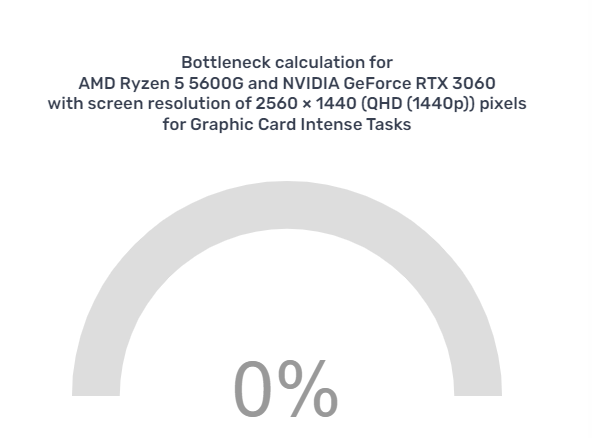 Bottleneck calculation for
AMD Ryzen 5 5600G and NVIDIA GeForce RTX 3060
with screen resolution of 2560 × 1440 (QHD (1440p)) pixels
for Graphic Card Intense Tasks
0%